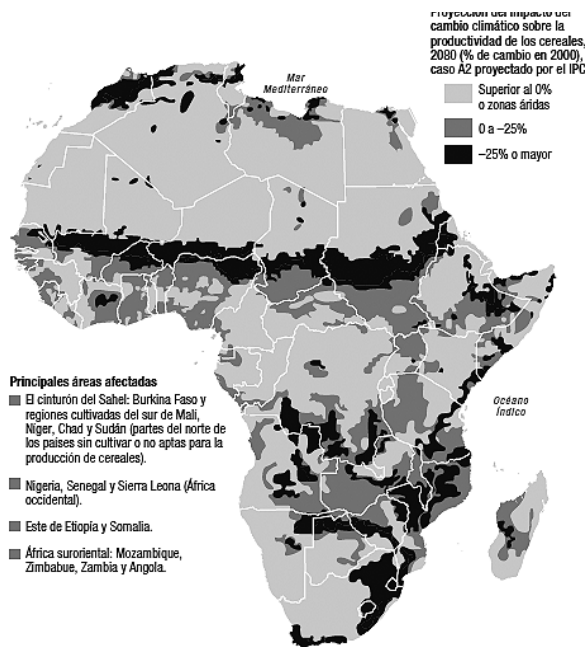 Proyección del impacto del
cambio climático sobre la
productividad de los cereales,
2080 (% de cambio en 2000),
caso A2 proyectado por el IPC
Superior al 0%
o zonas áridas
0 a –25%
–25% o mayor
Mar
Mediterráneo
Principales áreas afectadas
El cinturón del Sahel: Burkina Faso y
regiones cultivadas del sur de Mali,
Niger, Chad y Sudán (partes del norte de
los países sin cultivar o no aptas para la
producción de cereales).
Océano
Índico
Nigeria, Senegal y Sierra Leona (África
occidental).
Este de Etiopía y Somalia.
África suroriental: Mozambique,
Zimbabue, Zambia y Angola.